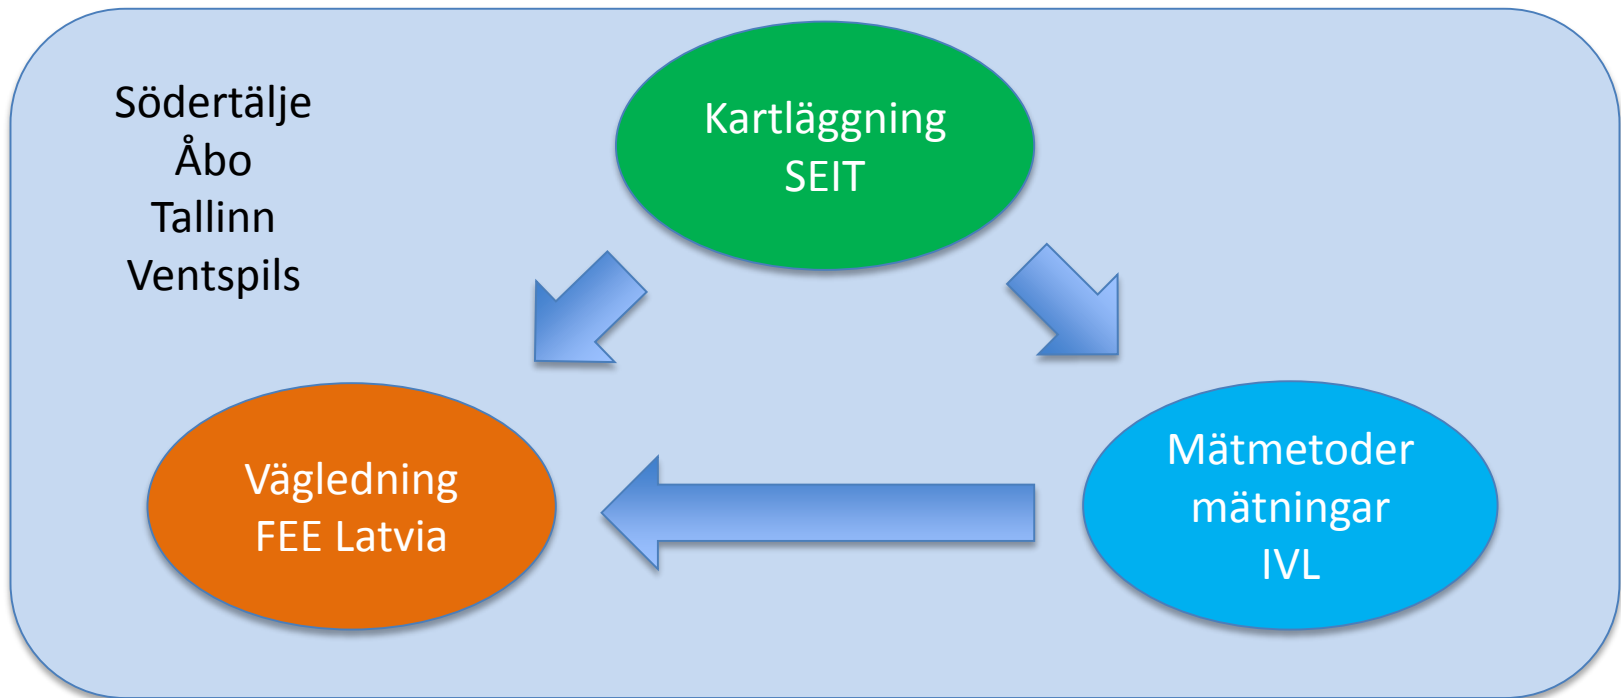 Södertälje
Åbo
Tallinn
Ventspils
Kartläggning
SEIT
Vägledning
FEE Latvia
Mätmetoder
mätningar
IVL